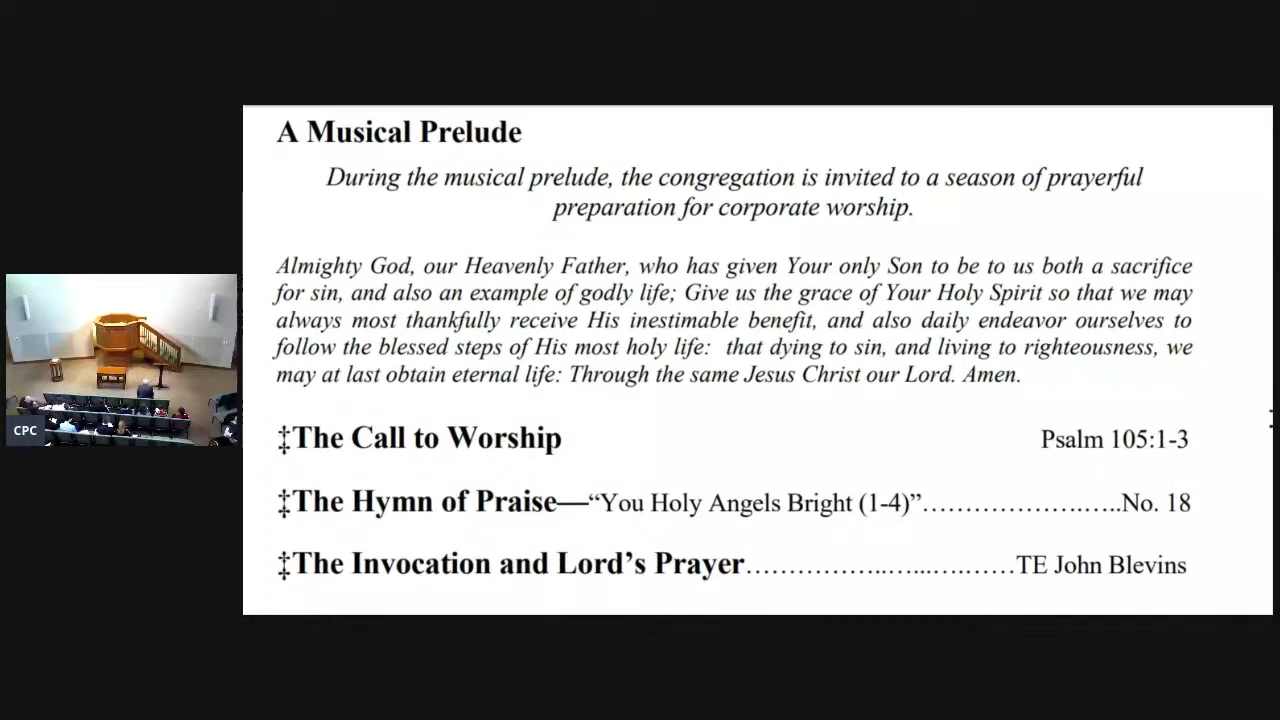 A Musical Prelude
During the musical prelude, the congregation is invited to a season of prayerful
preparation for corporate worship.
Almighty God, our Heavenly Father, who has given Your only Son to be to us both a sacrifice
for sin, and also an example of godly life; Give us the grace of Your Holy Spirit so that we may
always most thankfully receive His inestimable benefit, and also daily endeavor ourselves to
follow the blessed steps of His most holy life:  that dying to sin, and living to righteousness, we
may at last obtain eternal life: Through the same Jesus Christ our Lord. Amen.
‡The Call to Worship Psalm 105:1-3
‡The Hymn of Praise—“You Holy Angels Bright (1-4)”……………….…..No. 18
‡The Invocation and Lord’s Prayer……………..…...….……TE John Blevins
CPC